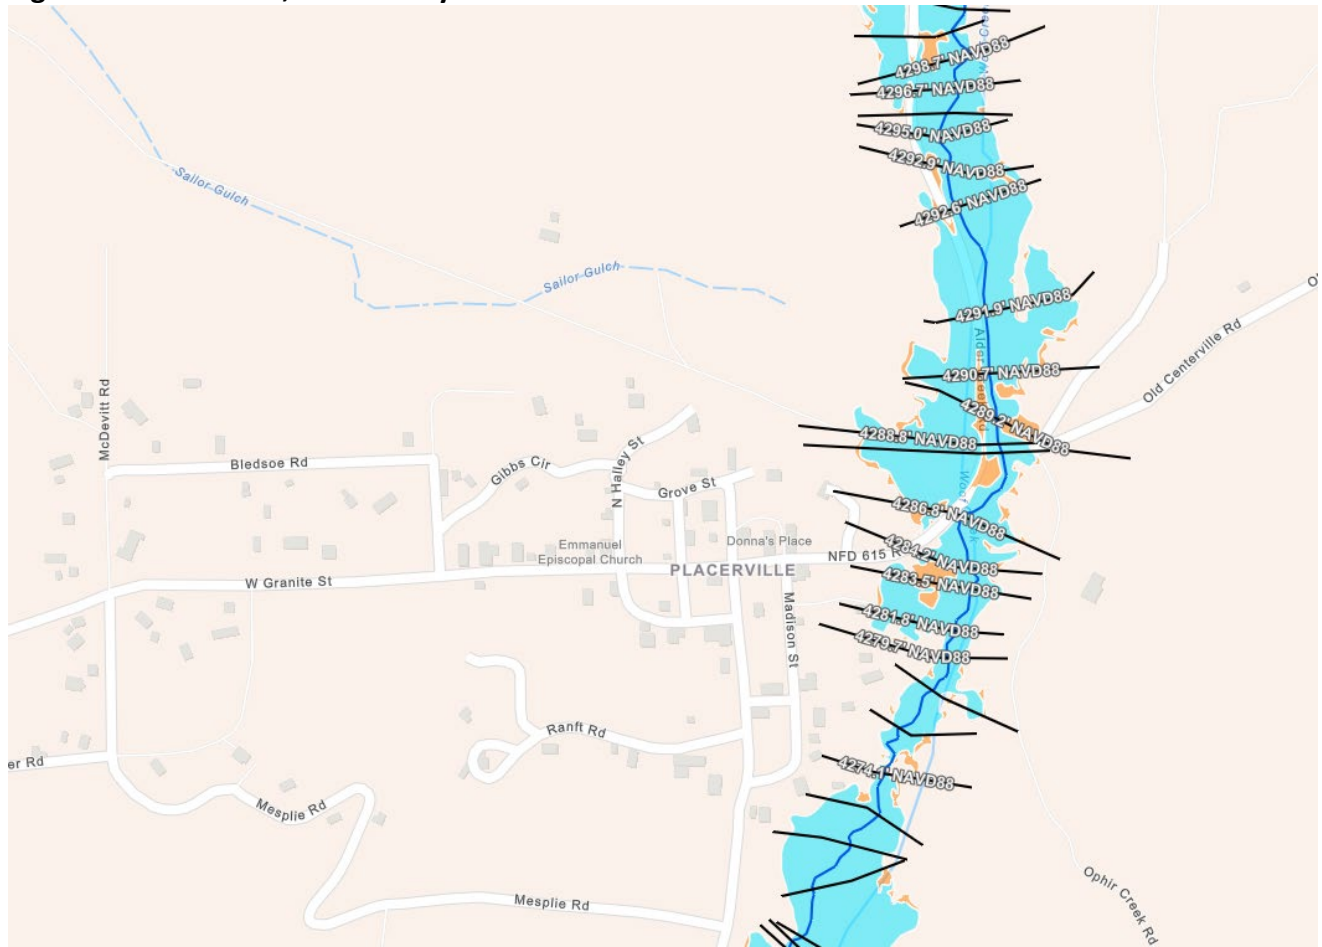 4298.7' NAVD88
4296.7' NAVD88
4295.0' NAVD88
4292.9' NAVD88
Sailor Gulch
4292.6' NAVD88
Sailor Gulch
4291.9' NAVD88
Old Centerville Rd
4290.7' NAVD88
McDevitt Rd
4289.2' NAVD88
4288.8' NAVD88
Bledsoe Rd
Gibbs Cir
N Halley St
Grove St
4286.8' NAVD88
Emmanuel
Episcopal Church
Donna's Place
4284.2' NAVD88
NFD 615 R
PLACERVILLE
W Granite St
4283.5' NAVD88
Madison St
4281.8' NAVD88
4279.7' NAVD88
Ranft Rd
er Rd
4274.1' NAVD88
Mesplie Rd
Mesplie Rd
Ophir Creek Rd